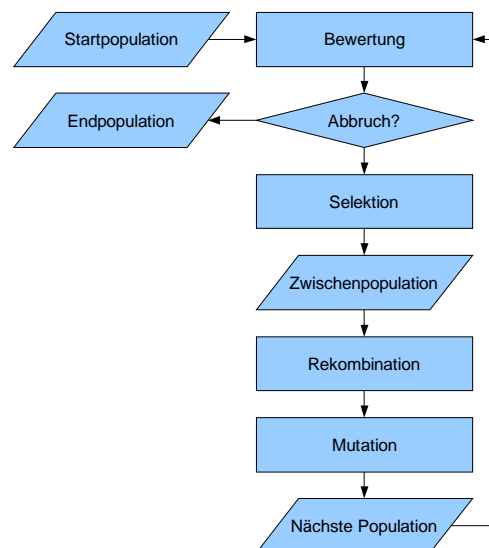 Startpopulation
Bewertung
Endpopulation
Abbruch?
Selektion
Zwischenpopulation
Rekombination
Mutation
Nächste Population